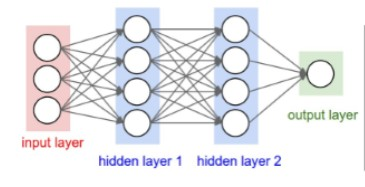 input layer
hidden layer 1
hidden layer 2
output layer